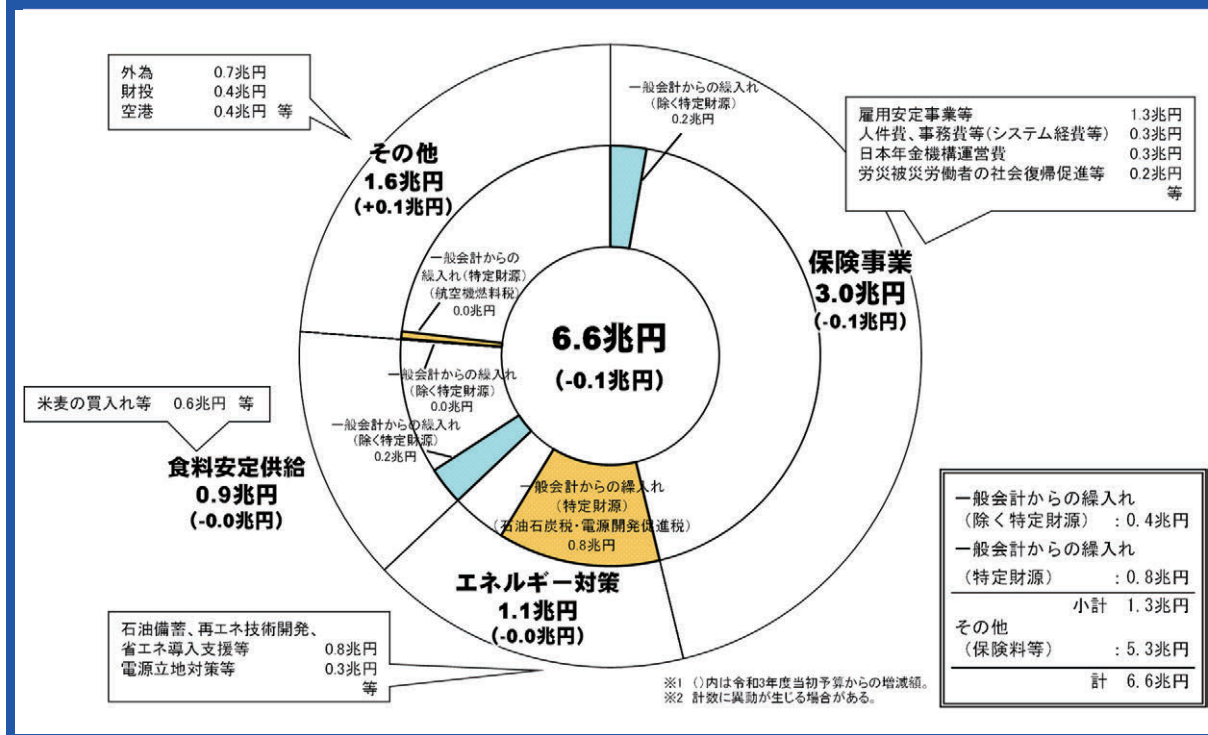 外為 0.7兆円
財投 0.4兆円
空港 0.4兆円 等
その他
1.6兆円
(+0.1兆円)
一般会計からの繰入れ
(除く特定財源)
0.2兆円
雇用安定事業等 1.3兆円
人件費、事務費等(システム経費等) 0.3兆円
日本年金機構運営費 0.3兆円
労災被災労働者の社会復帰促進等 0.2兆円
等
保険事業
3.0兆円
(-0.1兆円)
一般会計からの
繰入れ(特定財源)
(航空機燃料税)
0.0兆円
6.6兆円
(-0.1兆円)
一般会計からの繰入れ
(除く特定財源)
0.0兆円
米麦の買入れ等 0.6兆円 等
一般会計からの繰入れ
(除く特定財源)
0.2兆円
食料安定供給
0.9兆円
(-0.0兆円)
一般会計からの繰入れ
(特定財源)
(石油石炭税・電源開発促進税)
0.8兆円
エネルギー対策
1.1兆円
(-0.0兆円)
石油備蓄、再エネ技術開発、
省エネ導入支援等 0.8兆円
電源立地対策等 0.3兆円
等
一般会計からの繰入れ
(除く特定財源) :0.4兆円
一般会計からの繰入れ
(特定財源) :0.8兆円
小計 1.3兆円
その他
(保険料等) :5.3兆円
計 6.6兆円
※1 ()内は令和3年度当初予算からの増減額。
※2 計数に異動が生じる場合がある。